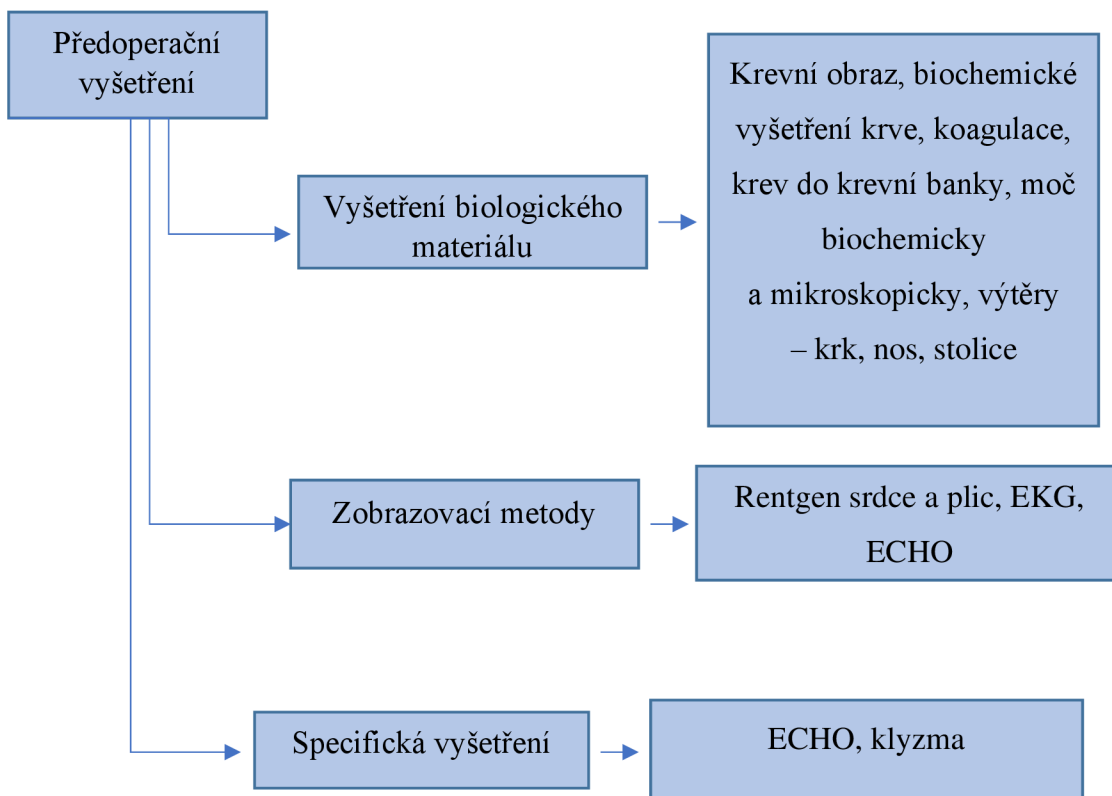 Předoperační
vyšetření
Vyšetření biologického
materiálu
Krevní obraz, biochemické
vyšetření krve, koagulace,
krev do krevní banky, moč
biochemicky
a mikroskopicky, výtěry
– krk, nos, stolice
Zobrazovací metody
Rentgen srdce a plic, EKG,
ECHO
Specifická vyšetření
ECHO, klyzma